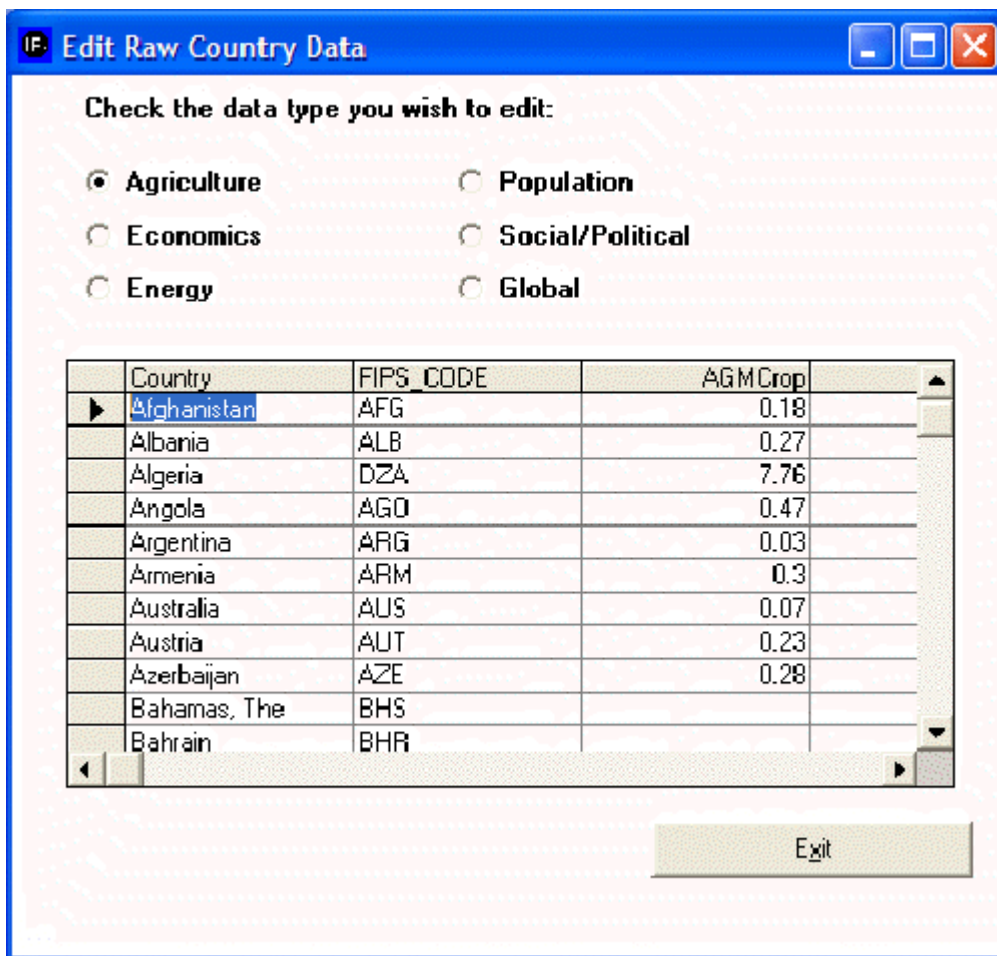 IF. Edit Raw Country Data
Check the data type you wish to edit:
Agriculture Population
Economics Social/Political
Energy Global
Country FIPS_CODE AGMCrop
Afghanistan AFG 0.18
Albania ALB 0.27
Algeria DZA 7.76
Angola AGO 0.47
Argentina ARG 0.03
Armenia ARM 0.3
Australia AUS 0.07
Austria AUT 0.23
Azerbaijan AZE 0.28
Bahamas, The BHS
Bahrain BHR
Exit